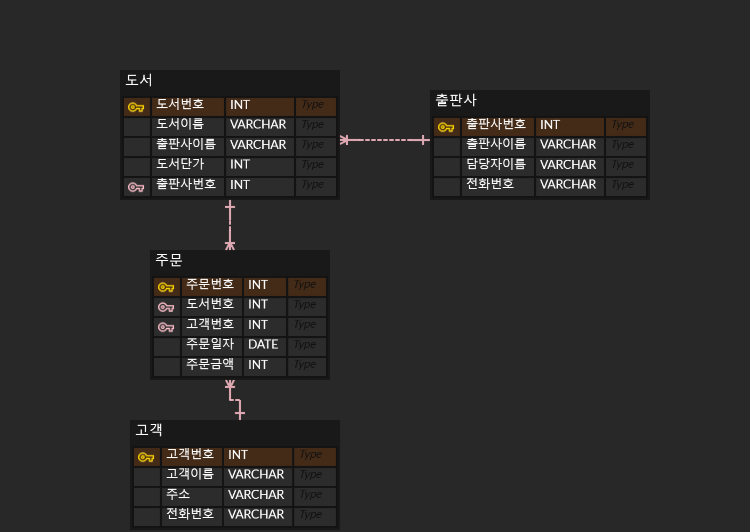 도서
도서번호 INT Type
도서이름 VARCHAR Type
출판사이름 VARCHAR Type
도서단가 INT Type
출판사번호 INT Type
출판사
출판사번호 INT Type
출판사이름 VARCHAR Type
담당자이름 VARCHAR Type
전화번호 VARCHAR Type
주문
주문번호 INT Type
도서번호 INT Type
고객번호 INT Type
주문일자 DATE Type
주문금액 INT Type
고객
고객번호 INT Type
고객이름 VARCHAR Type
주소 VARCHAR Type
전화번호 VARCHAR Type